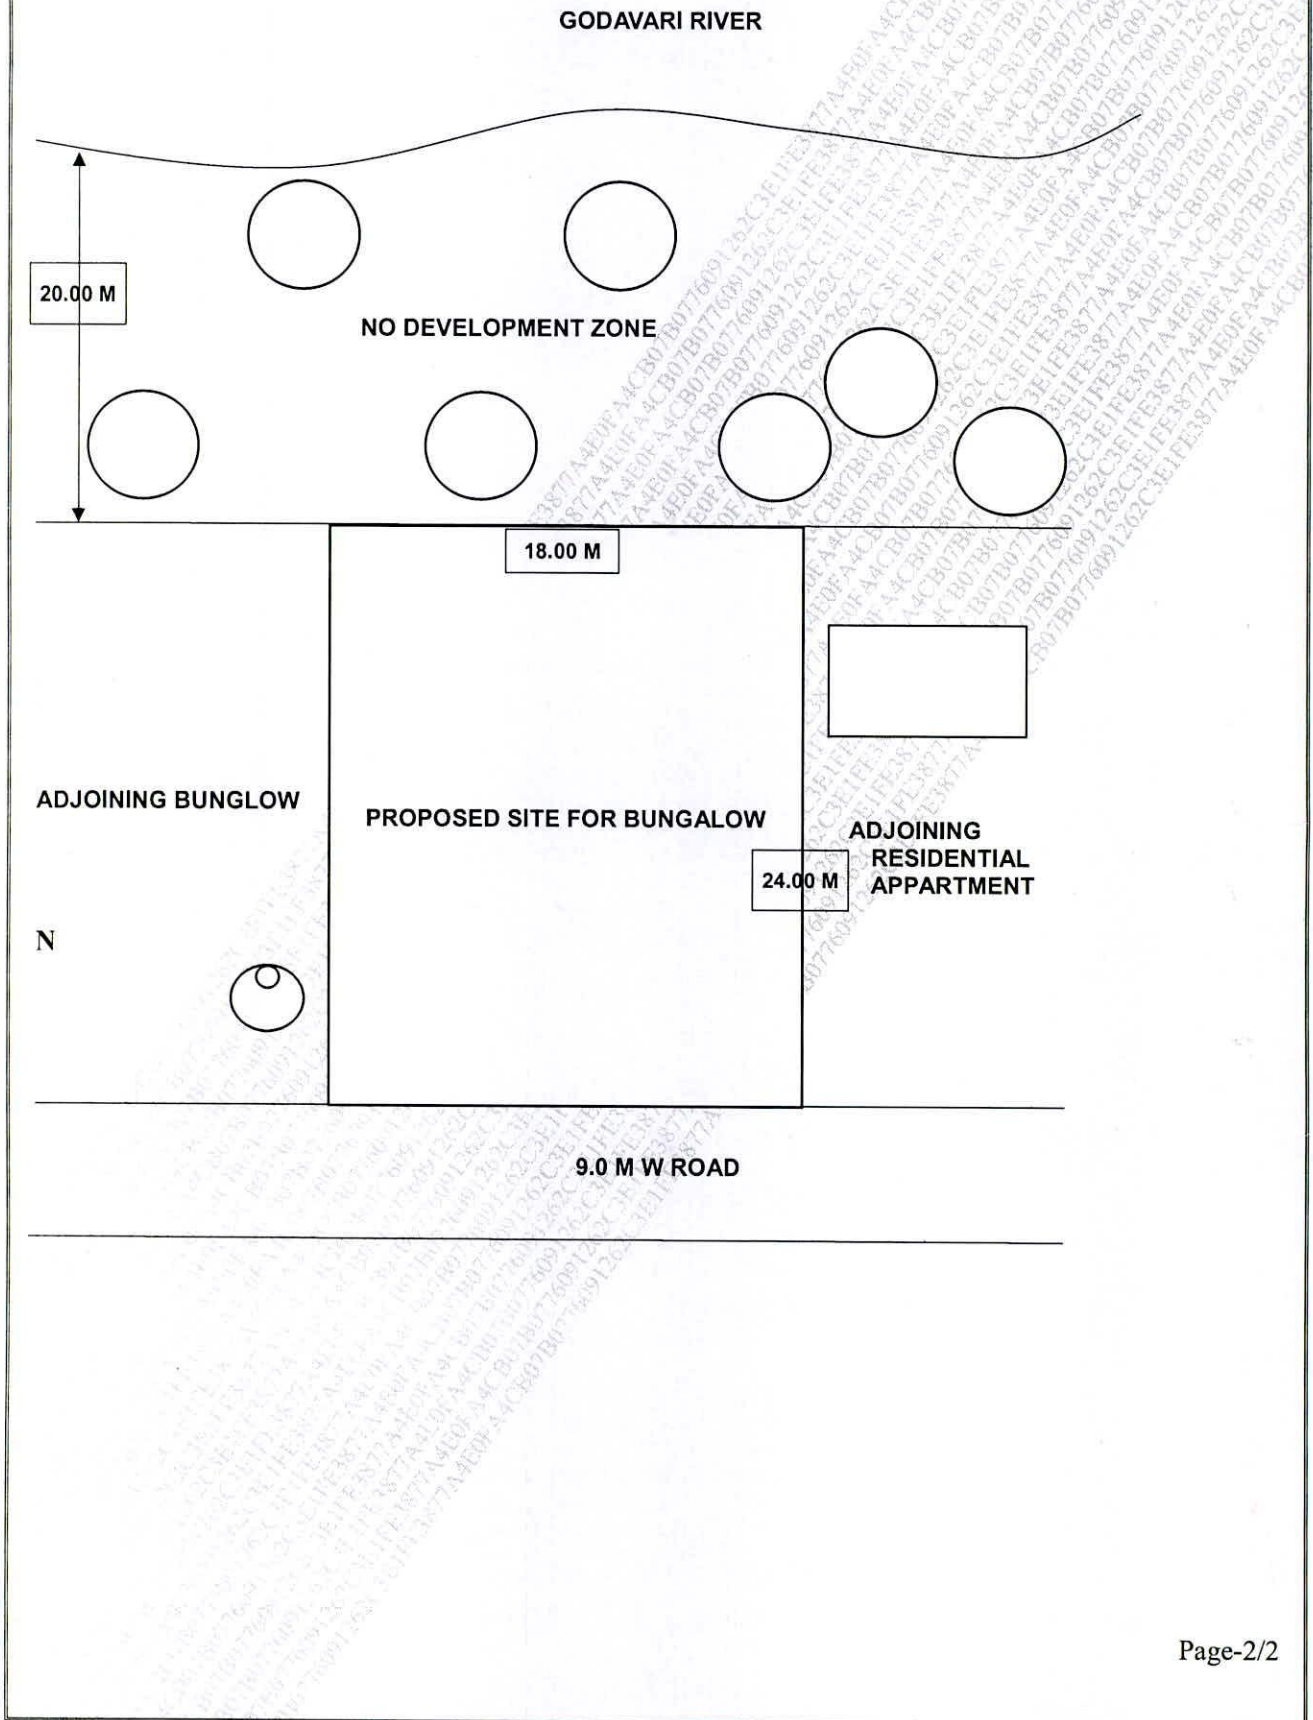 GODAVARI RIVER
20.00 M
NO DEVELOPMENT ZONE
18.00 M
ADJOINING BUNGLOW
PROPOSED SITE FOR BUNGALOW
ADJOINING
RESIDENTIAL
APPARTMENT
24.00 M
N
9.0 M W ROAD
Page-2/2